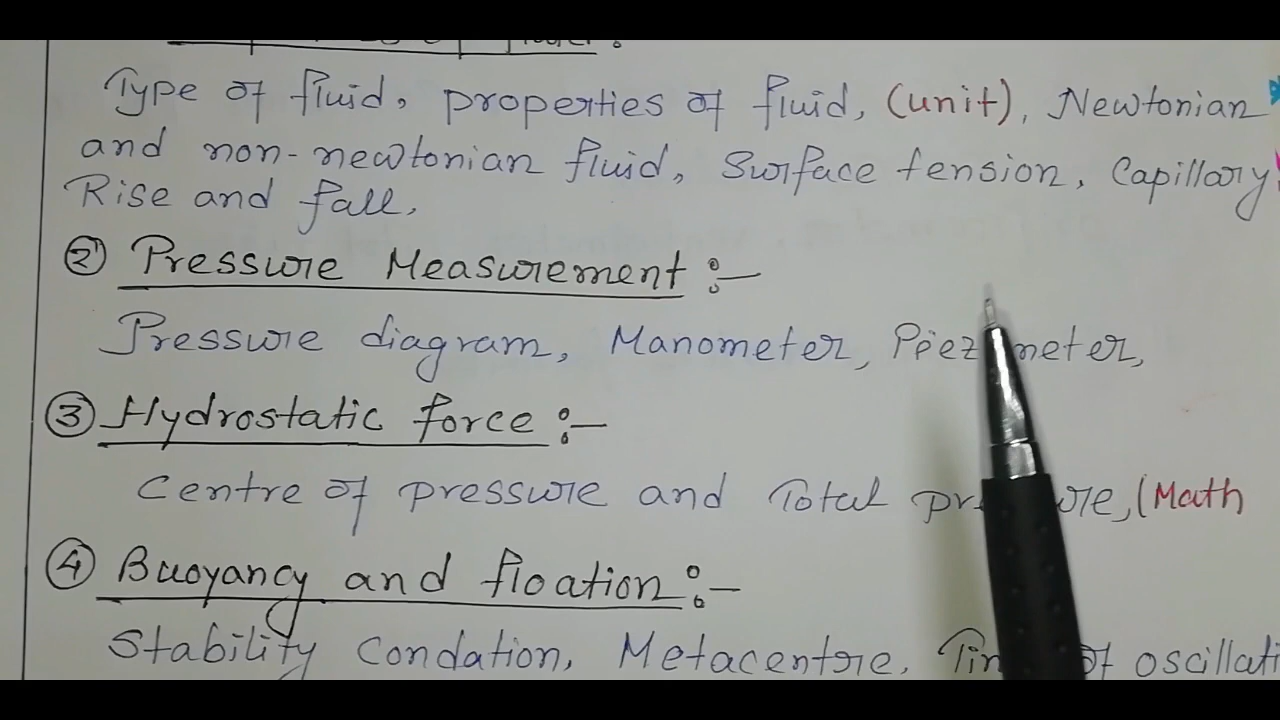 Type of fluid, properties of fluid, (unit), Newtonian
and non-newtonian fluid, Surface tension, Capillary
Rise and fall,
② Pressure Measurement :-
Pressure diagram, Manometer,
③ Hydrostatic force :-
Centre of pressure and Total (Math
④ Buoyancy and floation :-
Stability Condation, Metacentre, of